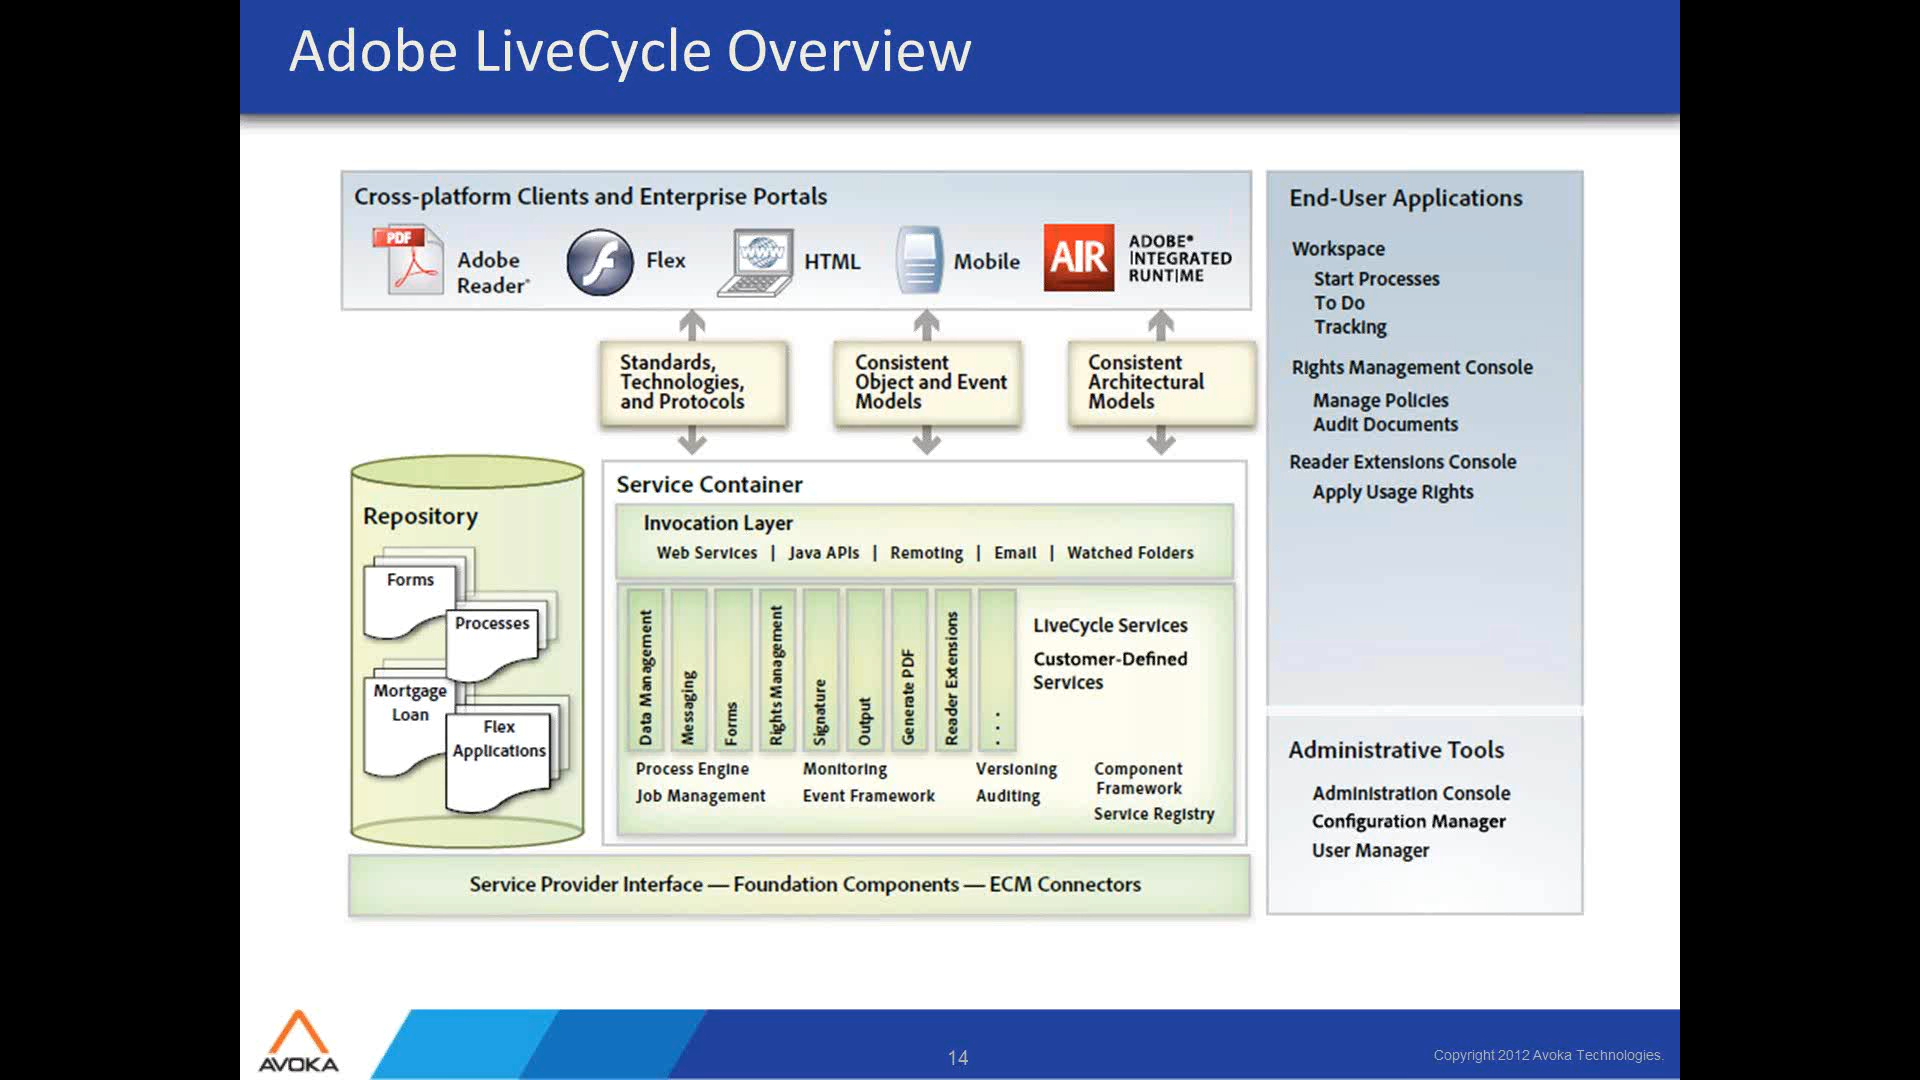 Adobe LiveCycle Overview
Cross-platform Clients and Enterprise Portals
PDF
Adobe
Reader®
Flex
WWW
HTML
Mobile
AIR
ADOBE®
INTEGRATED
RUNTIME
Standards,
Technologies,
and Protocols
Consistent
Object and Event
Models
Consistent
Architectural
Models
Repository
Forms
Processes
Mortgage
Loan
Flex
Applications
Service Container
Invocation Layer
Web Services | Java APIs | Remoting | Email | Watched Folders
Data Management
Messaging
Forms
Rights Management
Signature
Output
Generate PDF
Reader Extensions
. . .
LiveCycle Services
Customer-Defined
Services
Process Engine
Job Management
Monitoring
Event Framework
Versioning
Auditing
Component
Framework
Service Registry
Service Provider Interface — Foundation Components — ECM Connectors
End-User Applications
Workspace
Start Processes
To Do
Tracking
Rights Management Console
Manage Policies
Audit Documents
Reader Extensions Console
Apply Usage Rights
Administrative Tools
Administration Console
Configuration Manager
User Manager
AVOKA
14
Copyright 2012 Avoka Technologies.